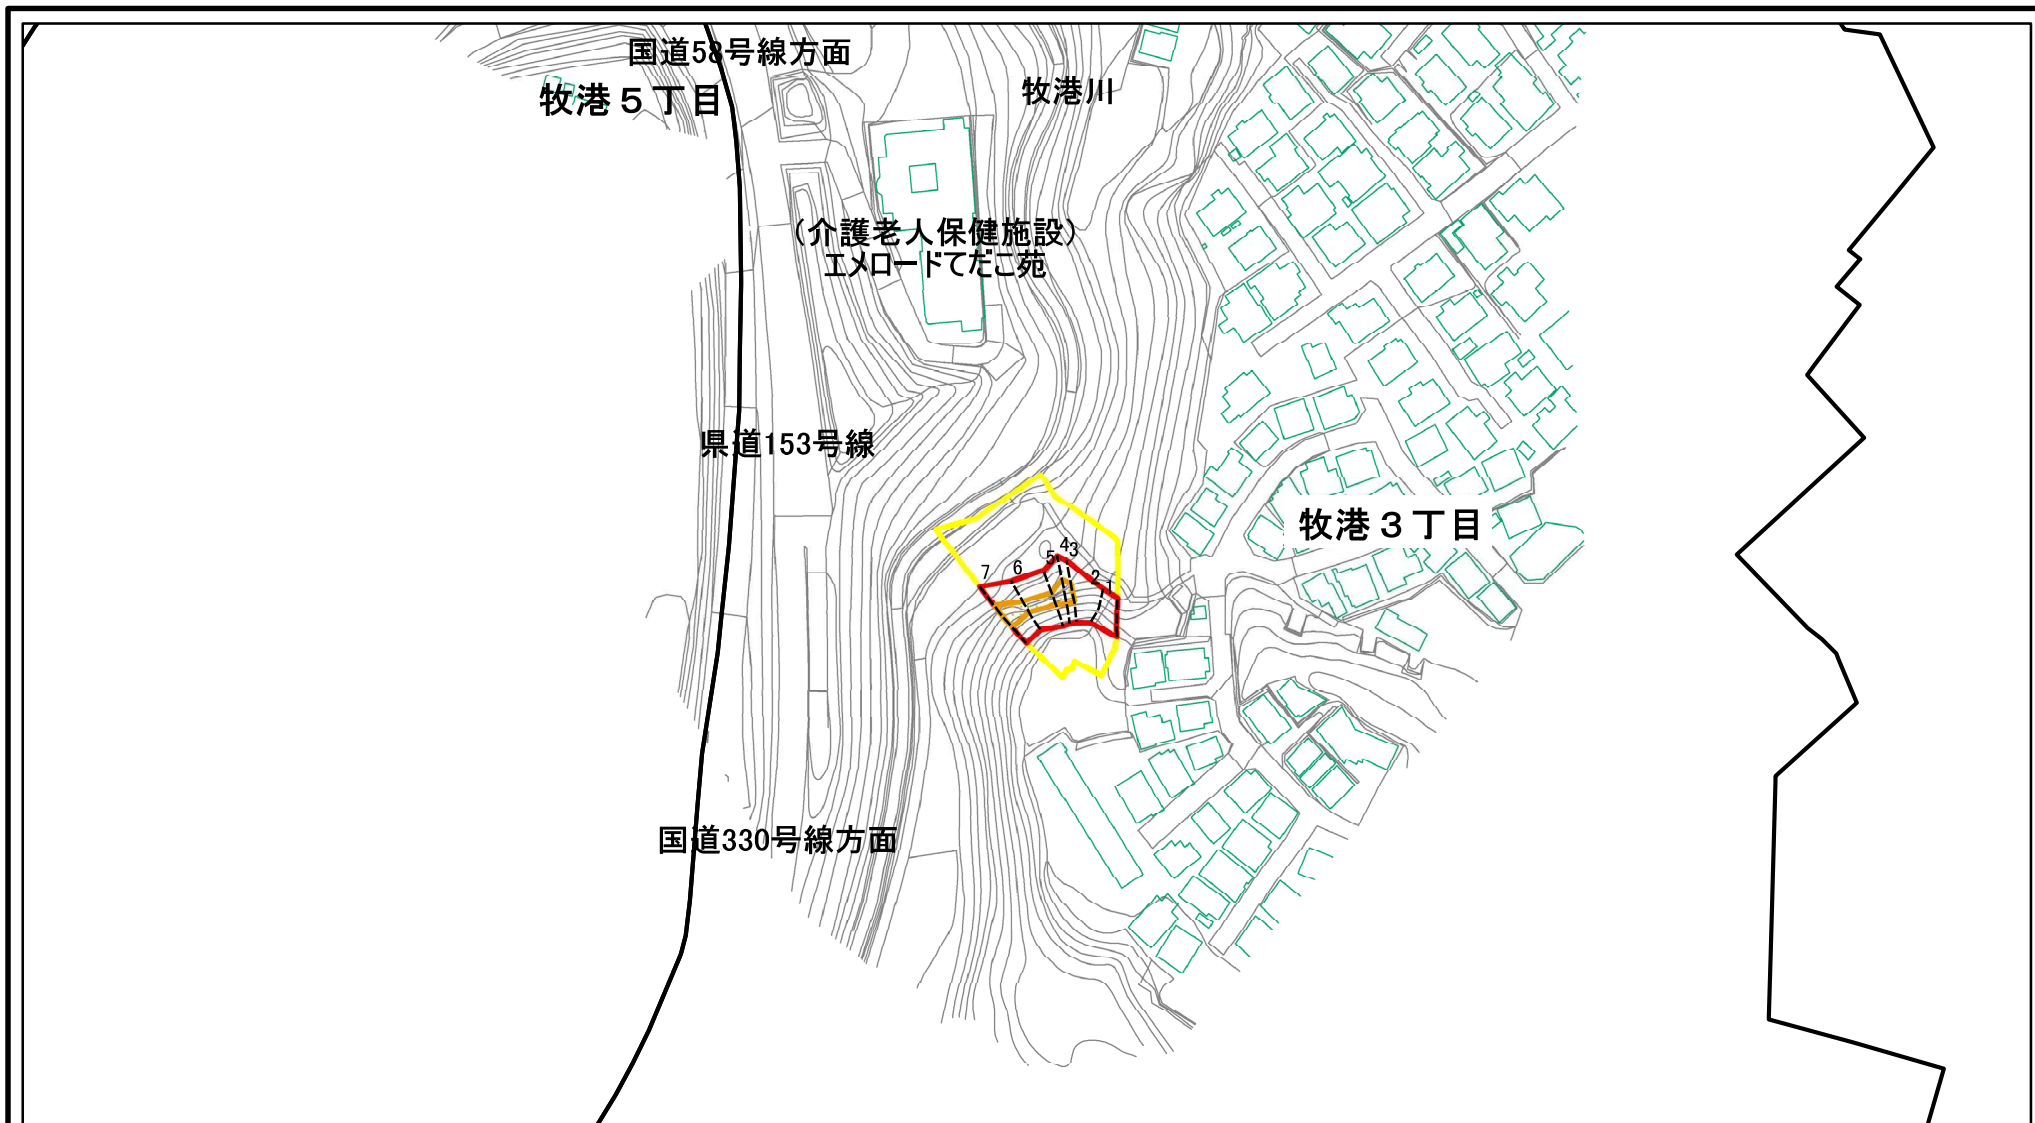 国道58号線方面
牧港５丁目
牧港川
（介護老人保健施設）
エメロードてだこ苑
県道153号線
牧港３丁目
7
6
5
4
3
2
1
国道330号線方面